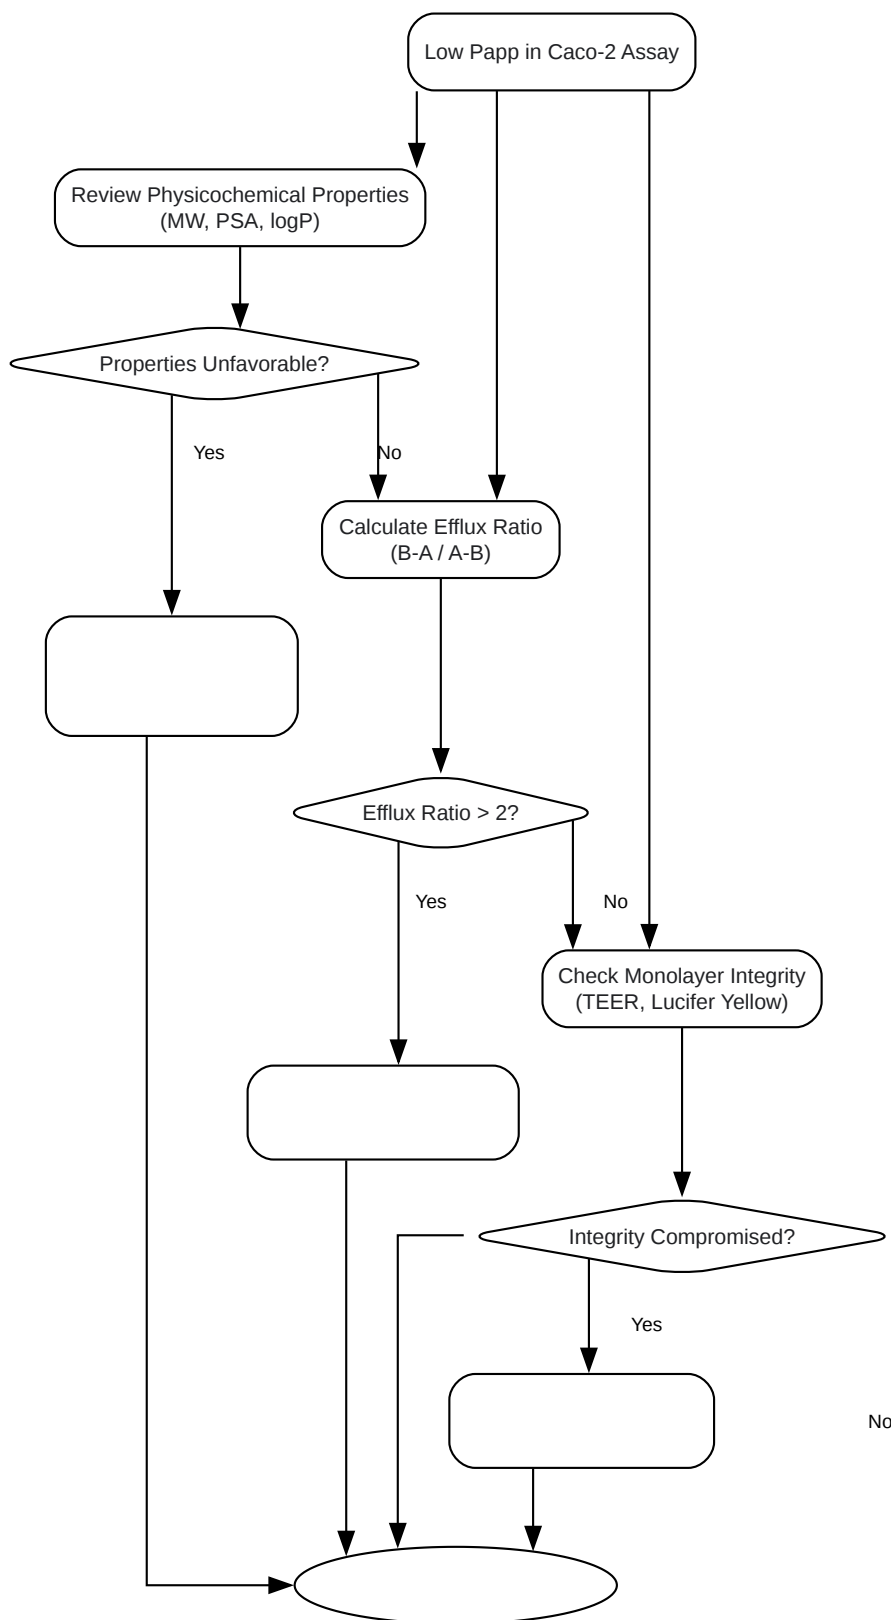 Low Papp in Caco-2 Assay
Review Physicochemical Properties
(MW, PSA, logP)
Properties Unfavorable?
Yes
No
Calculate Efflux Ratio
(B-A / A-B)
Efflux Ratio > 2?
Yes
No
Check Monolayer Integrity
(TEER, Lucifer Yellow)
Integrity Compromised?
Yes
No